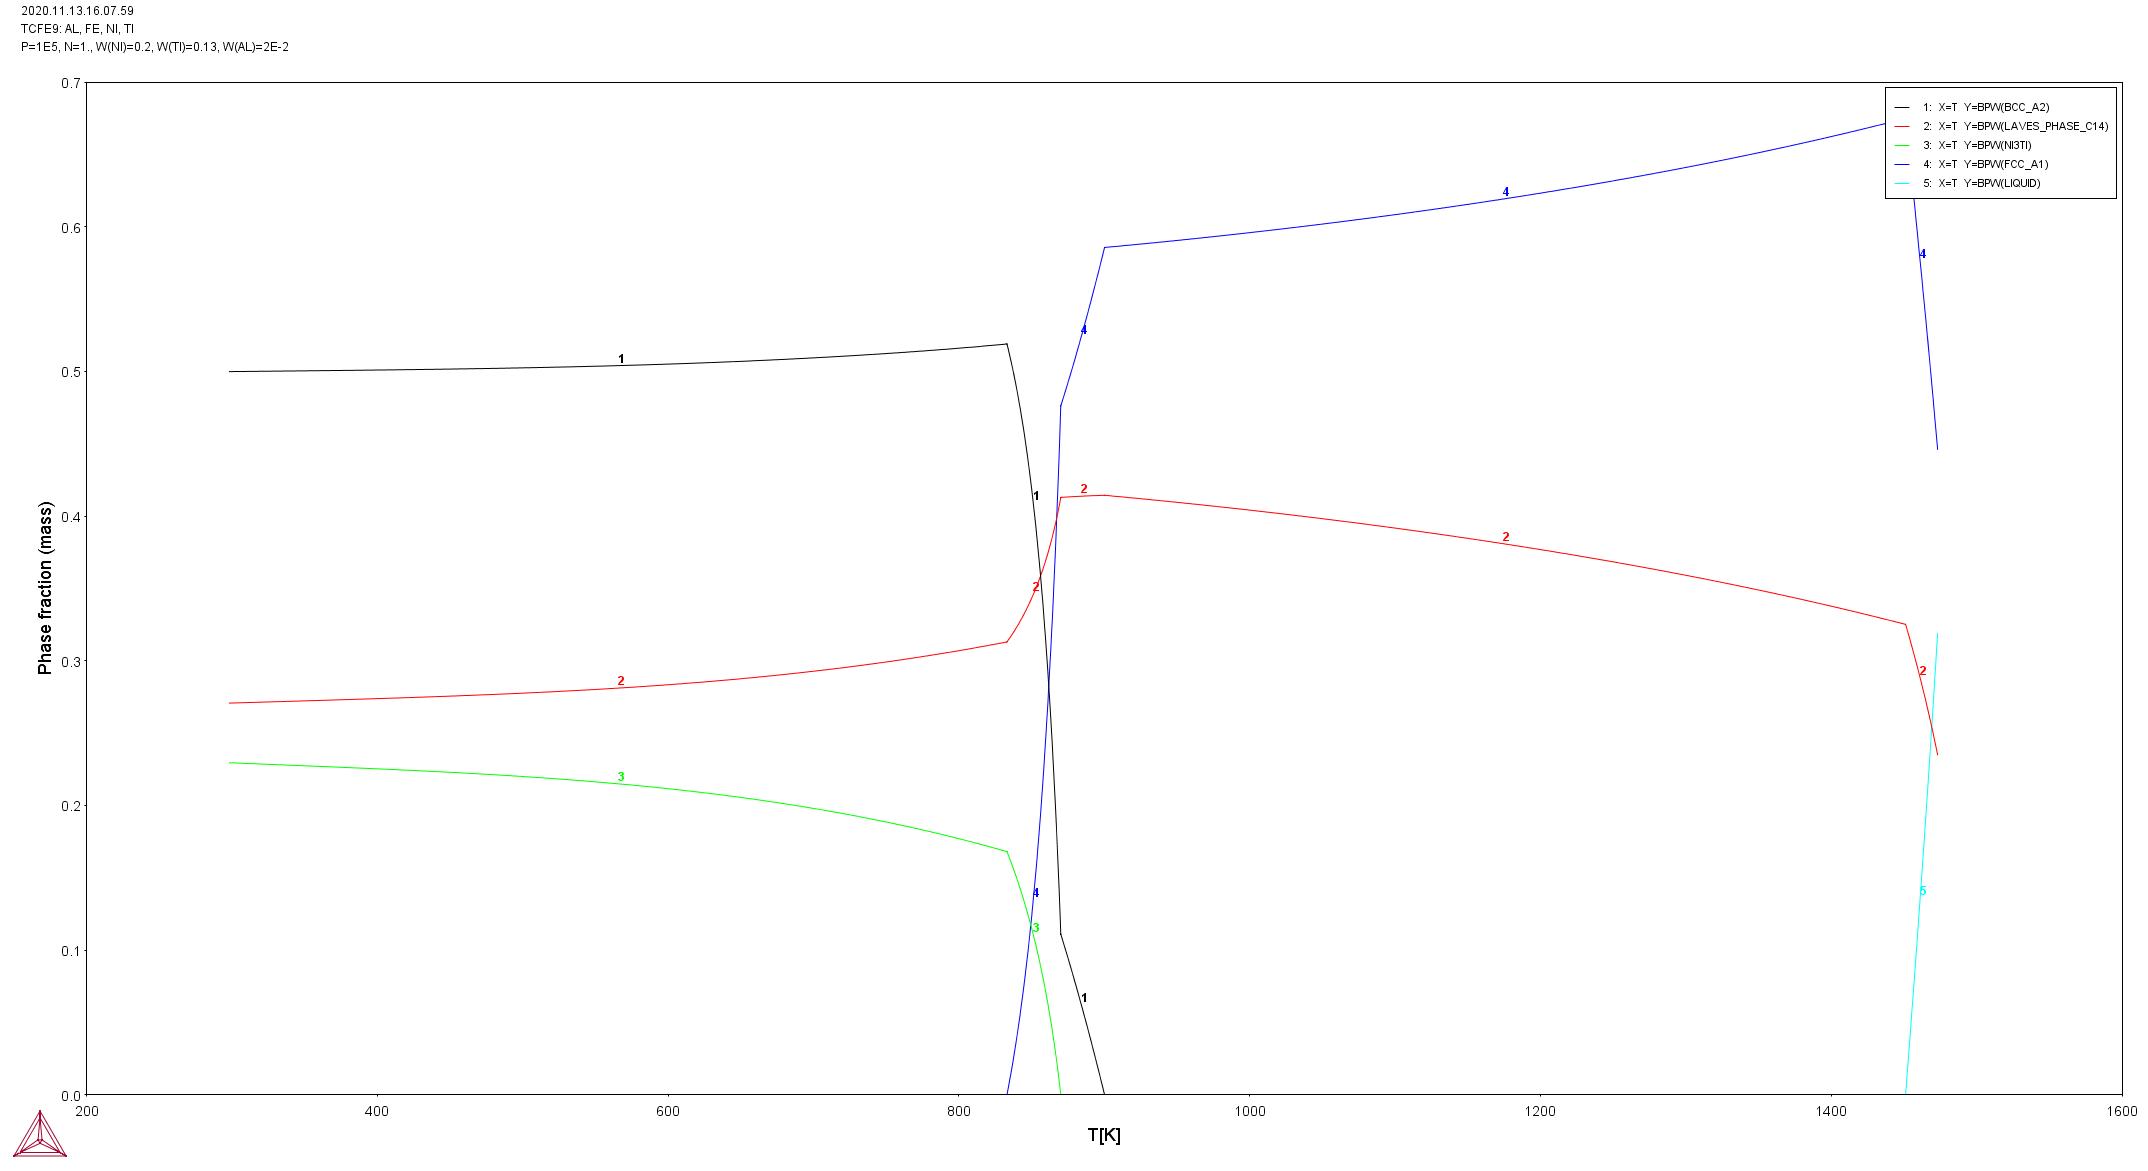 2020.11.13.16.07.59
TCFE9: AL, FE, NI, TI
P=1E5, N=1., W(NI)=0.2, W(TI)=0.13, W(AL)=2E-2
1: X=T Y=BPW(BCC_A2)
2: X=T Y=BPW(LAVES_PHASE_C14)
3: X=T Y=BPW(NI3TI)
4: X=T Y=BPW(FCC_A1)
5: X=T Y=BPW(LIQUID)
0.7
0.6
0.5
0.4
0.3
0.2
0.1
0.0
Phase fraction (mass)
4
4
1
4
2
1
2
2
2
2
3
5
4
3
1
200 400 600 800 1000 1200 1400 1600
T[K]